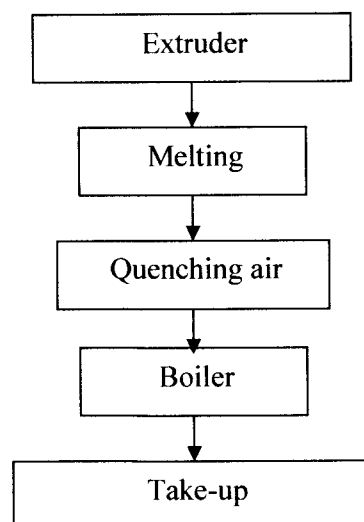 Extruder
Melting
Quenching air
Boiler
Take-up